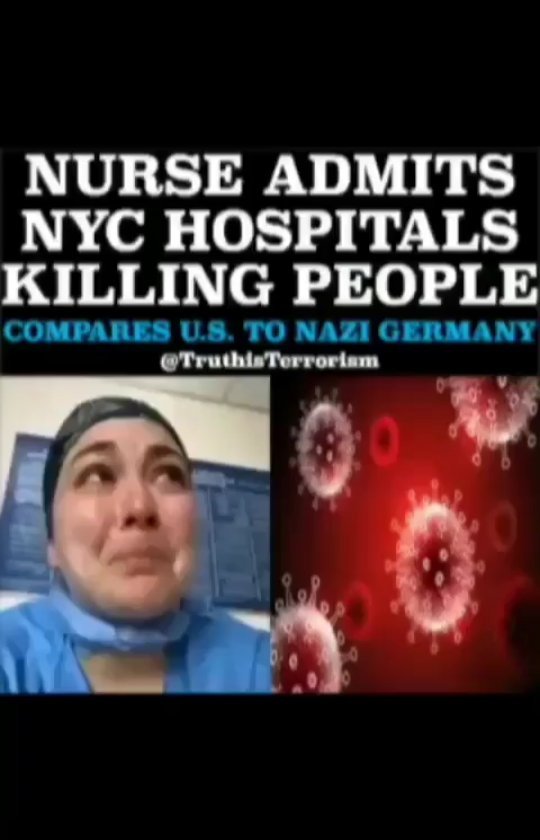 NURSE ADMITS
NYC HOSPITALS
KILLING PEOPLE
COMPARES U.S. TO NAZI GERMANY
@TruthisTerrorism